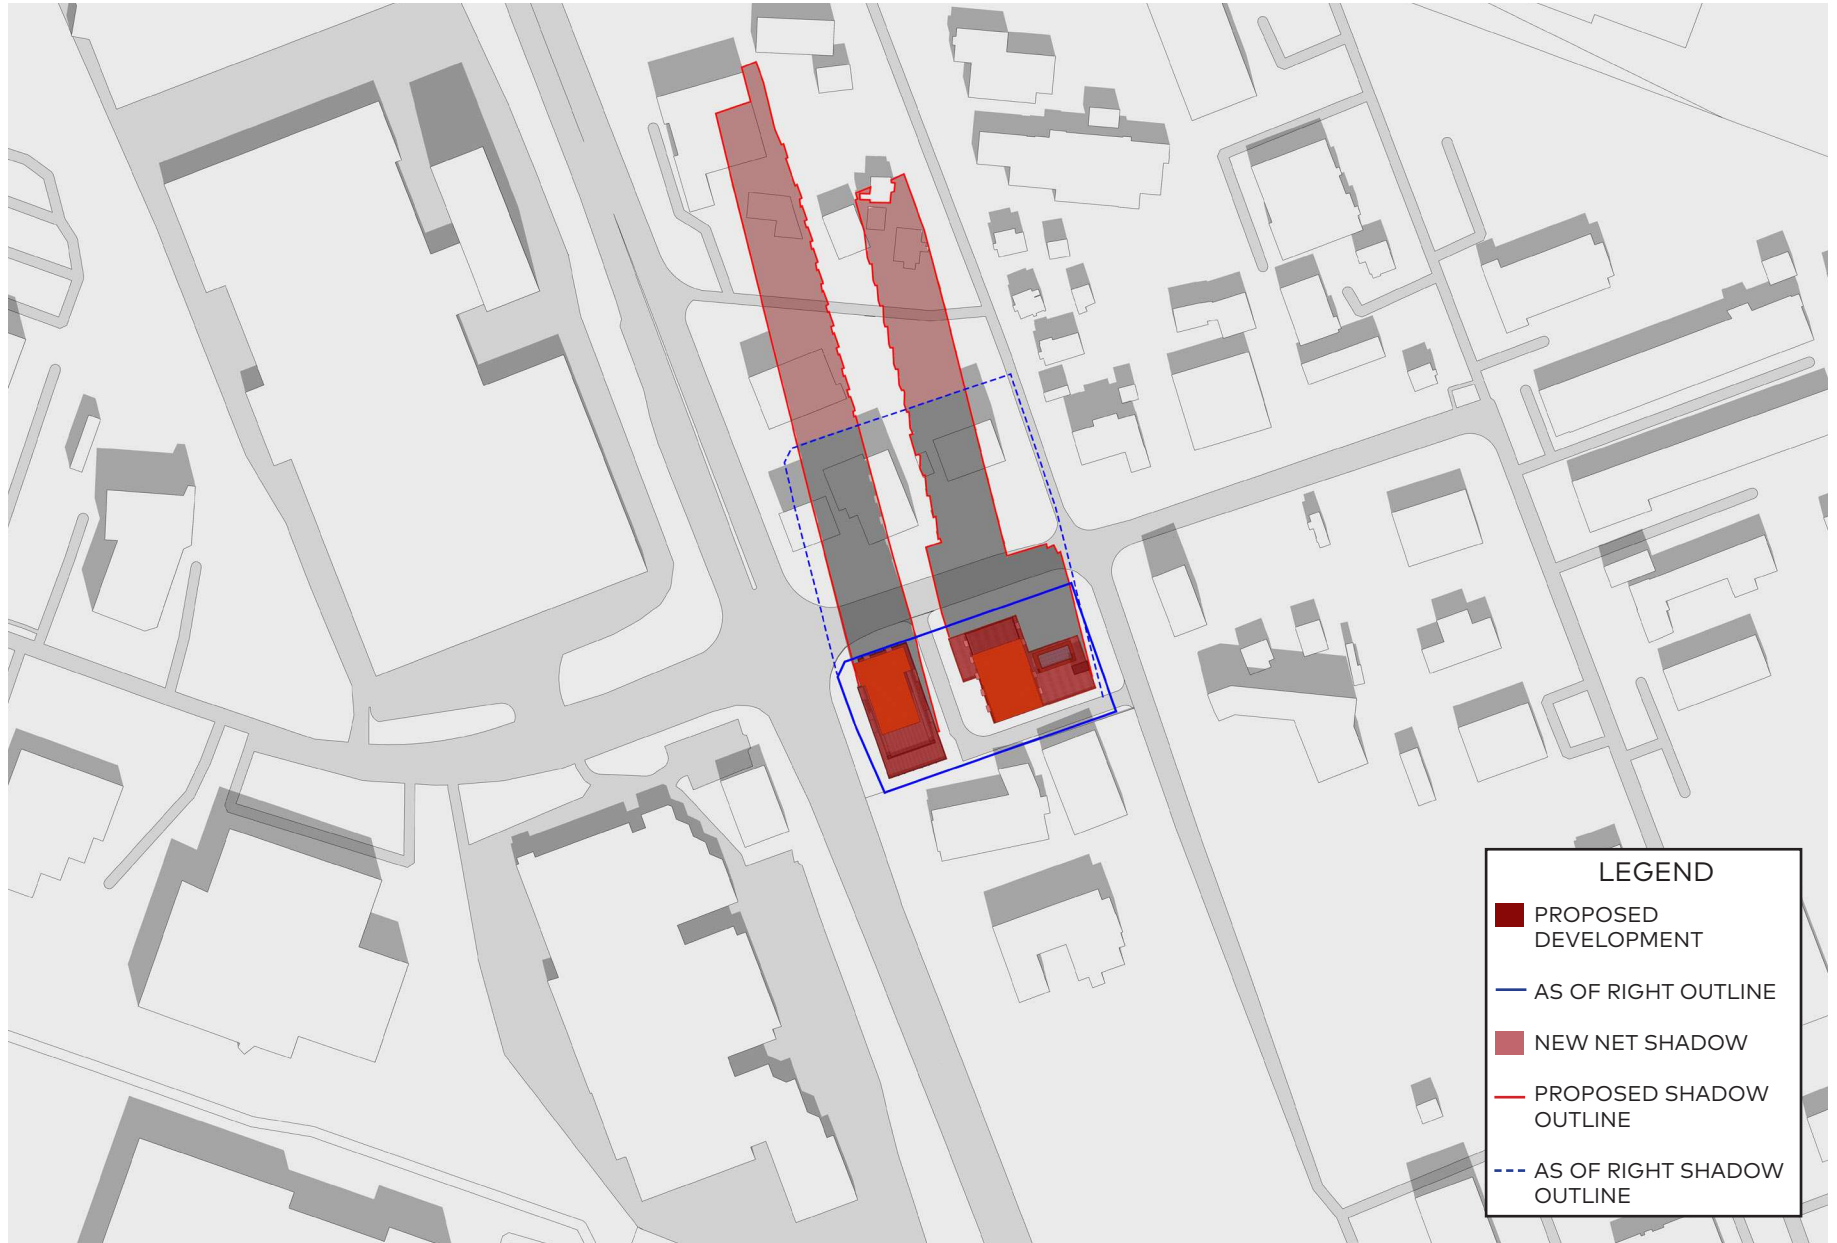 LEGEND
PROPOSED
DEVELOPMENT
AS OF RIGHT OUTLINE
NEW NET SHADOW
PROPOSED SHADOW
OUTLINE
AS OF RIGHT SHADOW
OUTLINE